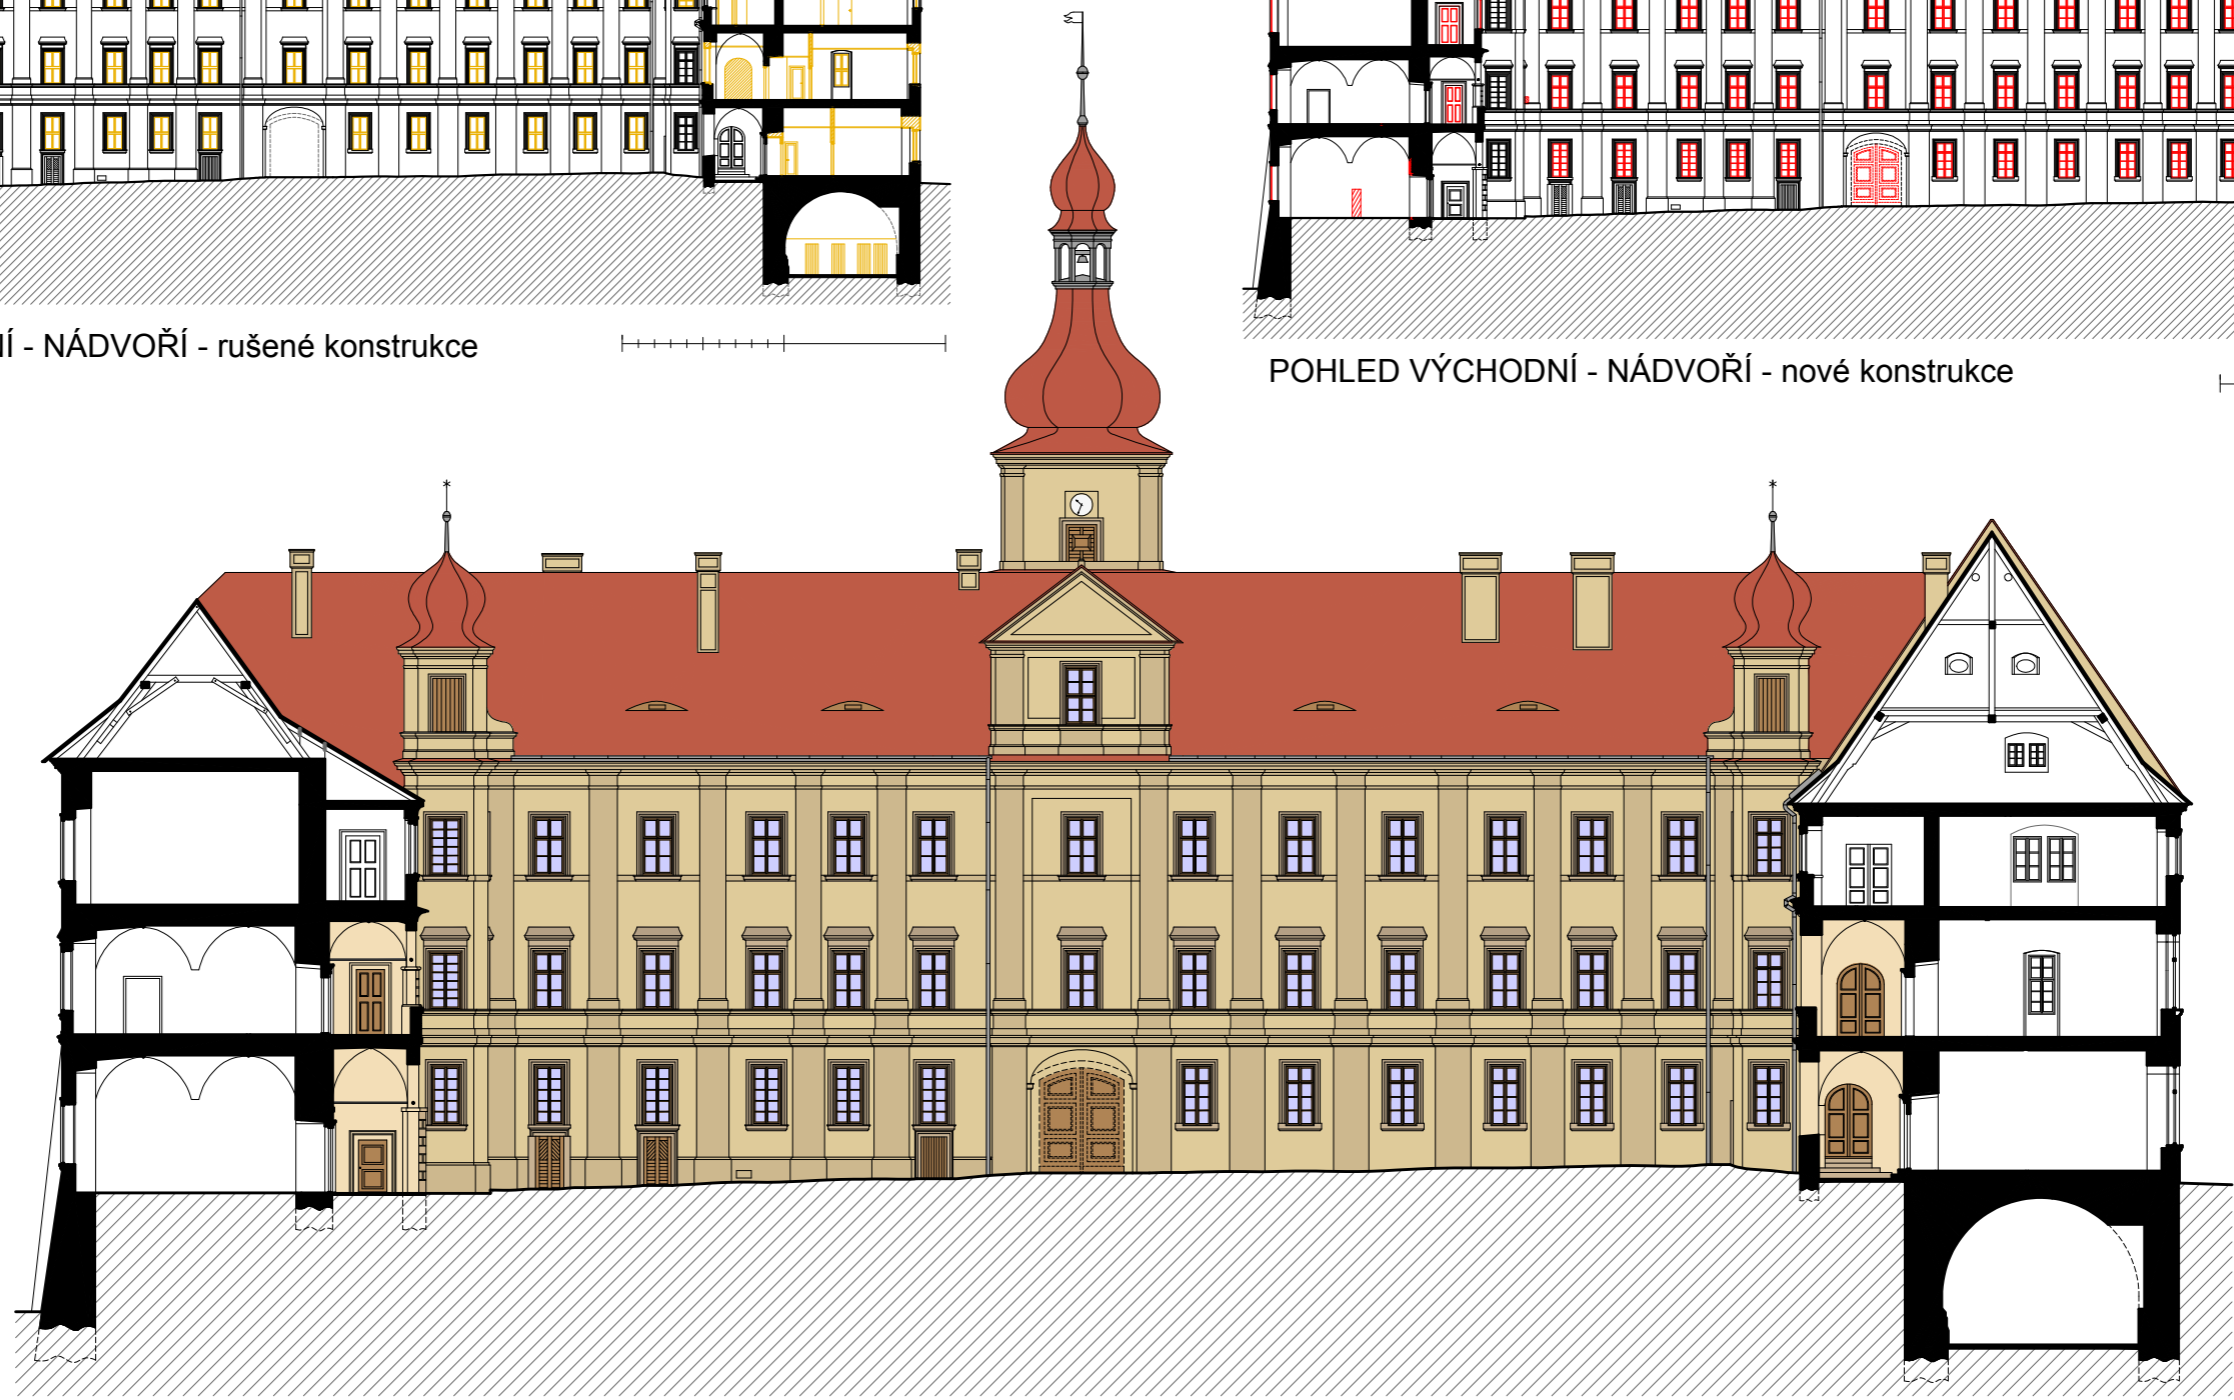 Í - NÁDVOŘÍ - rušené konstrukce
POHLED VÝCHODNÍ - NÁDVOŘÍ - nové konstrukce